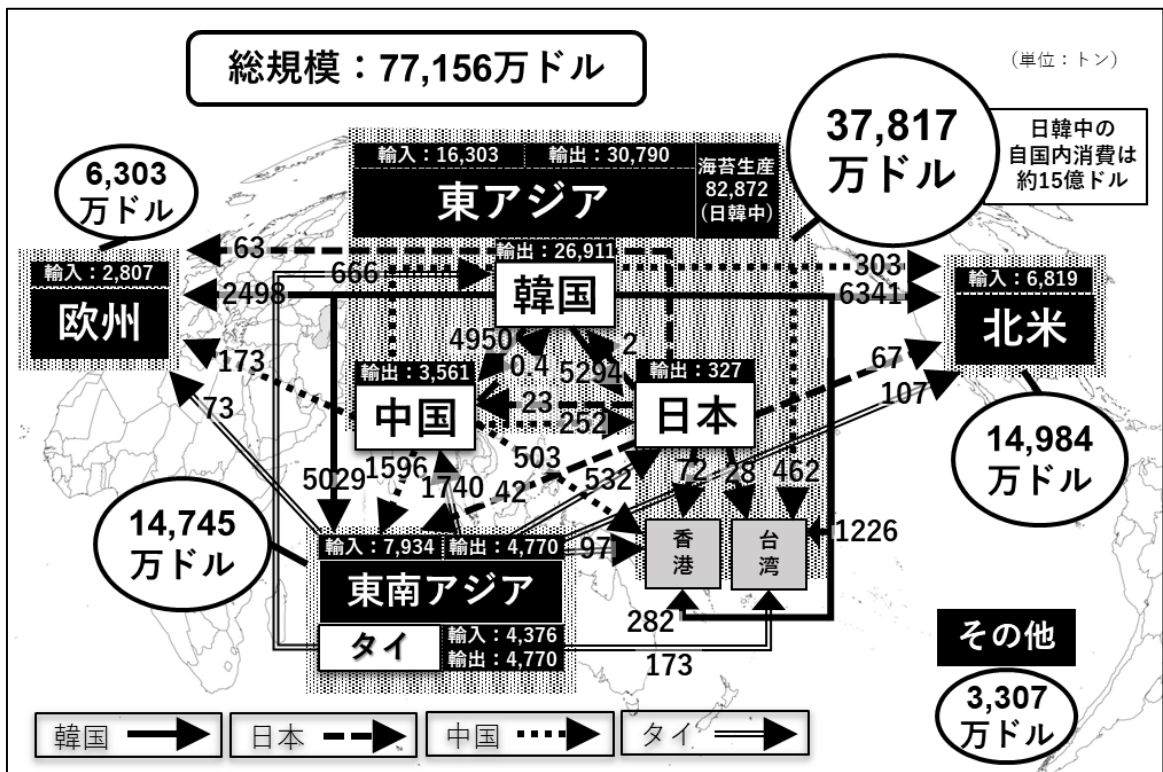 総規模：77,156万ドル
（単位：トン）
37,817
万ドル
日韓中の
自国内消費は
約15億ドル
6,303
万ドル
輸入：16,303
輸出：30,790
東アジア
海苔生産
82,872
(日韓中)
63
輸出：26,911
韓国
303
輸入：2,807
欧州
666
2498
6341
輸入：6,819
北米
4950
0.4
2
5294
173
輸出：3,561
中国
23
252
輸出：327
日本
67
107
73
5029
1596
1740
503
42
532
72
28
462
14,984
万ドル
14,745
万ドル
輸入：7,934
輸出：4,770
東南アジア
タイ
輸入：4,376
輸出：4,770
97
香港
台湾
1226
282
173
その他
3,307
万ドル
韓国
日本
中国
タイ